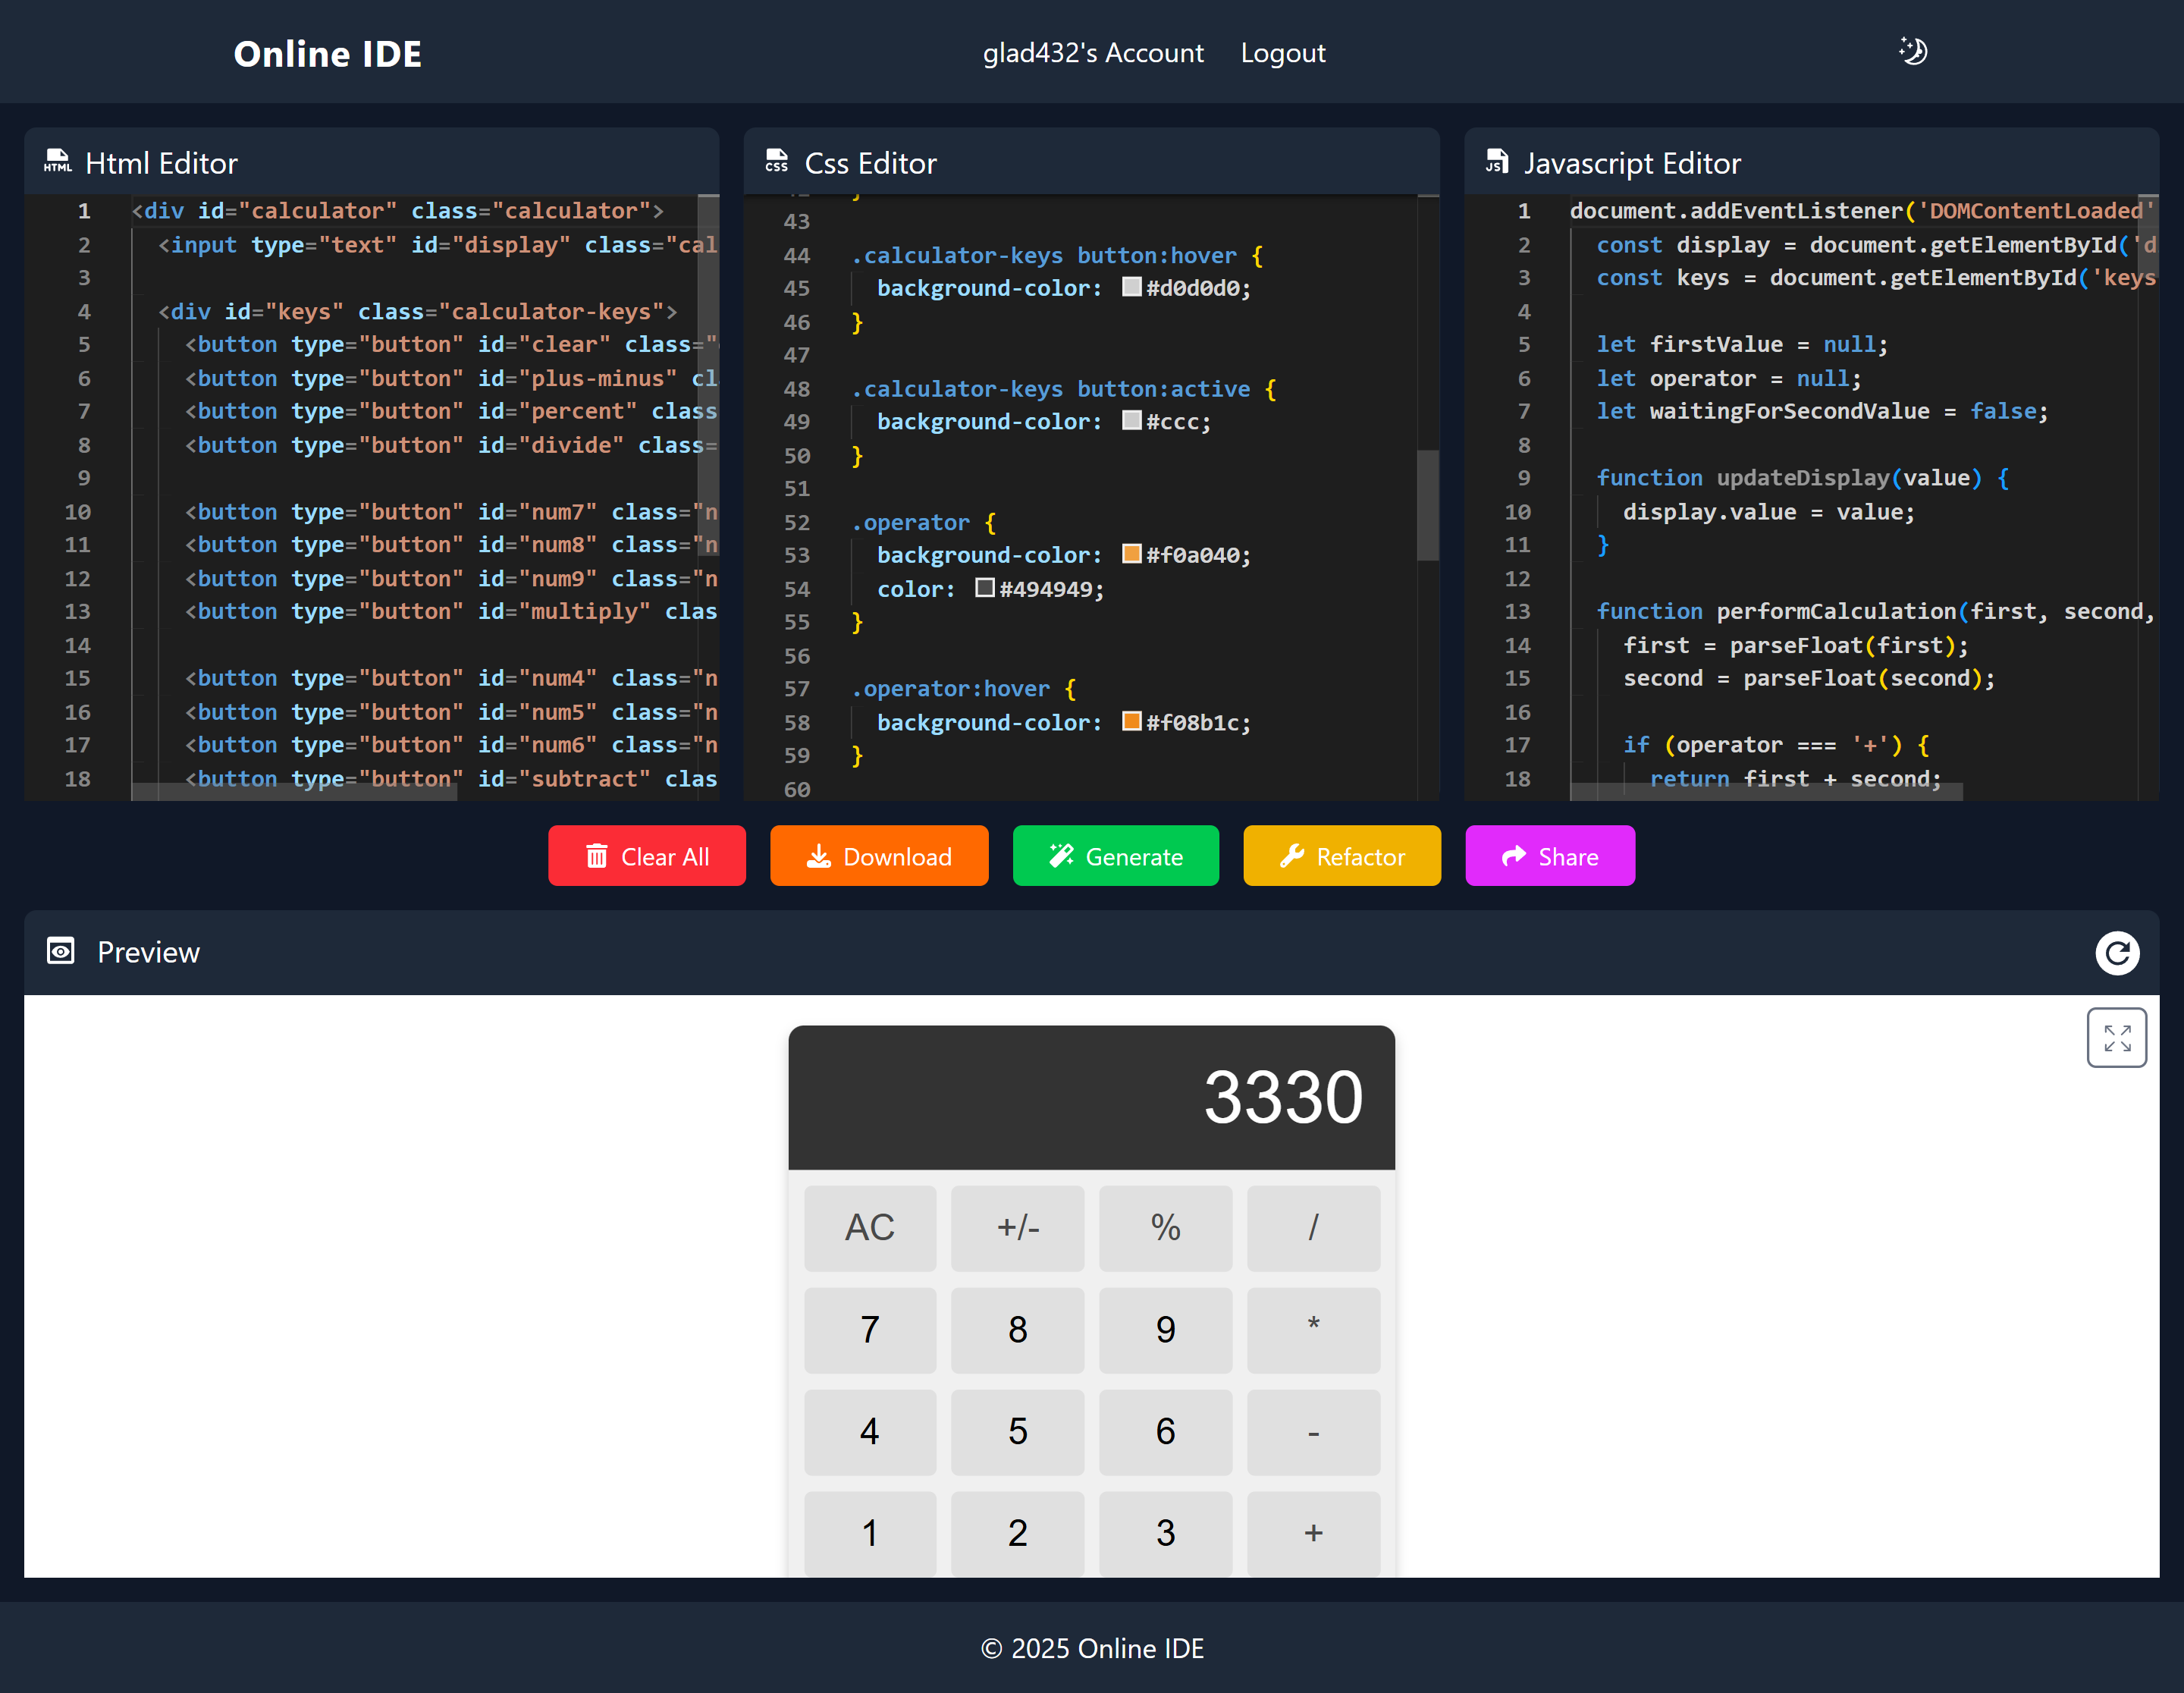 Online IDE
glad432's Account
Logout
Html Editor
1 <div id="calculator" class="calculator">
2 <input type="text" id="display" class="cal
3
4 <div id="keys" class="calculator-keys">
5 <button type="button" id="clear" class="
6 <button type="button" id="plus-minus" cl
7 <button type="button" id="percent" class
8 <button type="button" id="divide" class=
9
10 <button type="button" id="num7" class="n
11 <button type="button" id="num8" class="n
12 <button type="button" id="num9" class="n
13 <button type="button" id="multiply" clas
14
15 <button type="button" id="num4" class="n
16 <button type="button" id="num5" class="n
17 <button type="button" id="num6" class="n
18 <button type="button" id="subtract" clas
Css Editor
43
44 .calculator-keys button:hover {
45 background-color: #d0d0d0;
46 }
47
48 .calculator-keys button:active {
49 background-color: #ccc;
50 }
51
52 .operator {
53 background-color: #f0a040;
54 color: #494949;
55 }
56
57 .operator:hover {
58 background-color: #f08b1c;
59 }
60
Javascript Editor
1 document.addEventListener('DOMContentLoaded'
2 const display = document.getElementById('d
3 const keys = document.getElementById('keys
4
5 let firstValue = null;
6 let operator = null;
7 let waitingForSecondValue = false;
8
9 function updateDisplay(value) {
10 display.value = value;
11 }
12
13 function performCalculation(first, second,
14 first = parseFloat(first);
15 second = parseFloat(second);
16
17 if (operator === '+') {
18 return first + second;
Clear All
Download
Generate
Refactor
Share
Preview
3330
AC +/- % /
7 8 9 *
4 5 6 -
1 2 3 +
© 2025 Online IDE